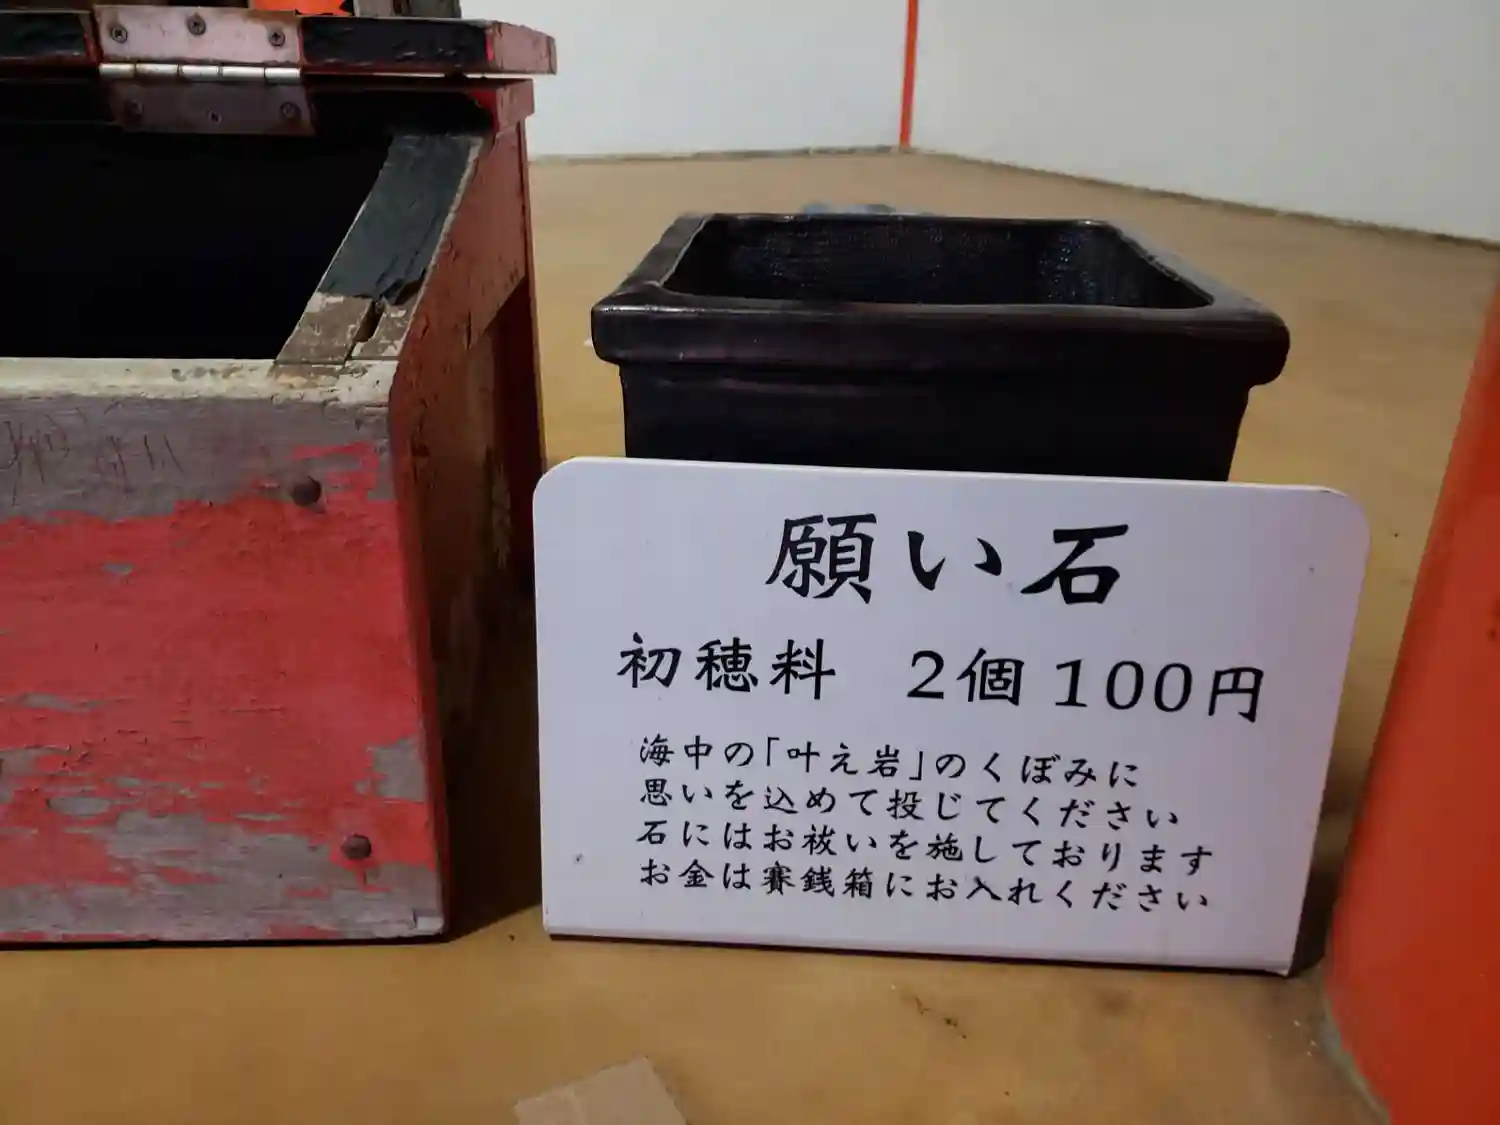 願い石
初穂料 2個100円
海中の「叶え岩」のくぼみに
思いを込めて投じてください
石にはお祓いを施しております
お金は賽銭箱にお入れください